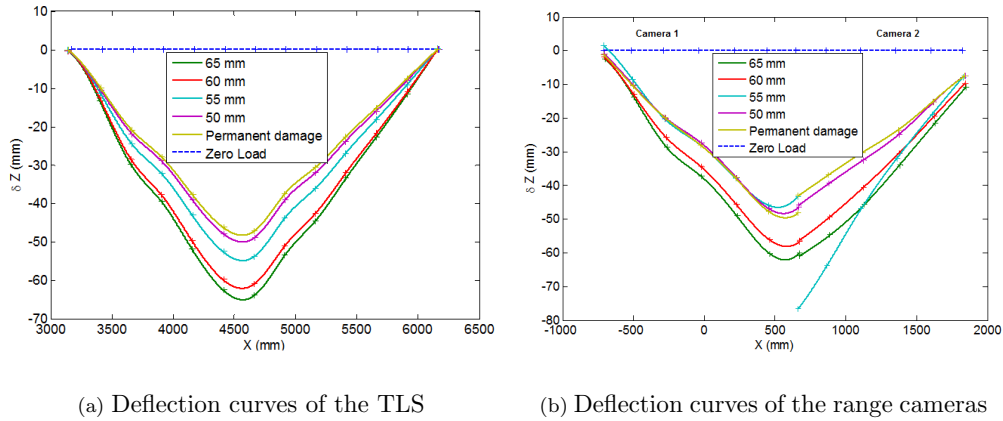 10
0
-10
-20
-30
-40
-50
-60
-70
δ Z (mm)
65 mm
60 mm
55 mm
50 mm
Permanent damage
Zero Load
3000 3500 4000 4500 5000 5500 6000 6500
X (mm)
(a) Deflection curves of the TLS
10
0
-10
-20
-30
-40
-50
-60
-70
-80
δ Z (mm)
Camera 1
Camera 2
65 mm
60 mm
55 mm
50 mm
Permanent damage
Zero Load
-1000 -500 0 500 1000 1500 2000
X (mm)
(b) Deflection curves of the range cameras